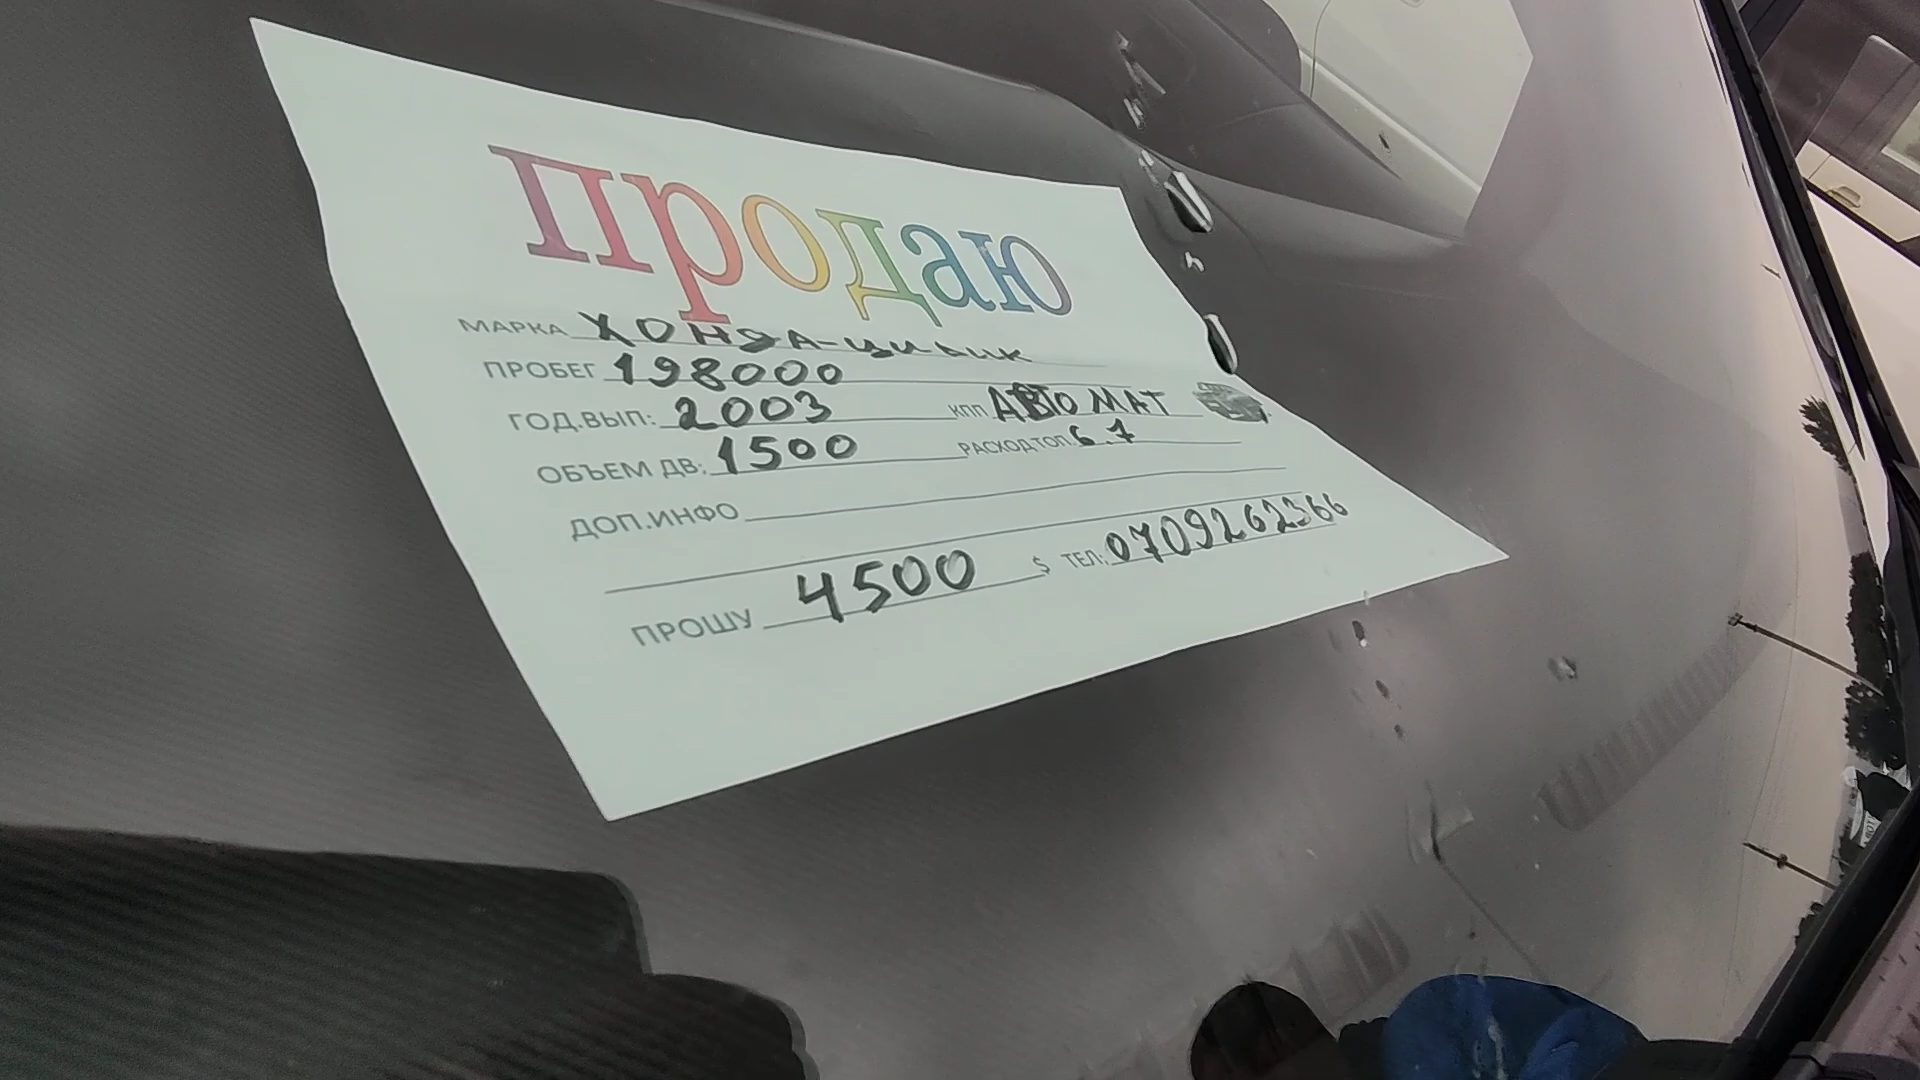 продаю
МАРКА ХОНДА-ЦИВИК
ПРОБЕГ 198000
ГОД.ВЫП: 2003 КПП АВТОМАТ
ОБЪЕМ ДВ: 1500 РАСХОД ТОП. 6.7
ДОП.ИНФО
ПРОШУ 4500 $ ТЕЛ: 0709262366